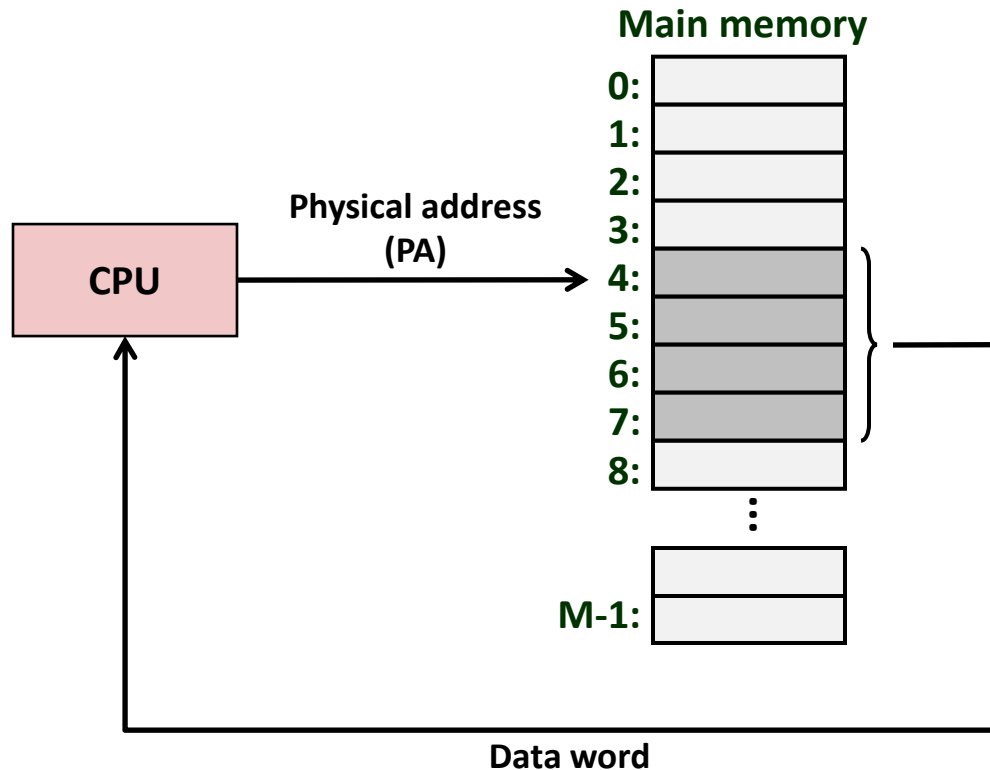 Main memory
0:
1:
2:
3:
Physical address
(PA)
CPU
4:
5:
6:
7:
8:
⋮
M-1:
Data word